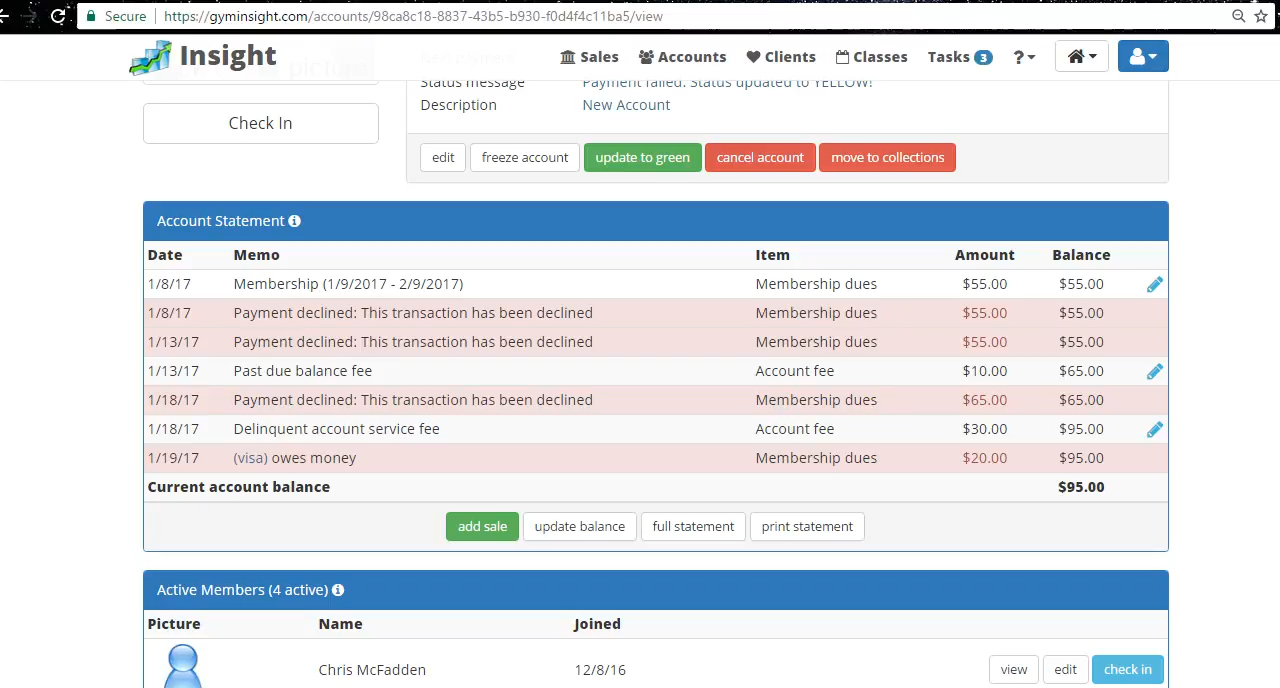 Secure https://gyminsight.com/accounts/98ca8c18-8837-43b5-b930-f0d4f4c11ba5/view
Insight Sales Accounts Clients Classes Tasks 3 ?
Status message Payment failed: Status updated to YELLOW!
Description New Account
Check In
edit freeze account update to green cancel account move to collections
Account Statement
Date Memo Item Amount Balance
1/8/17 Membership (1/9/2017 - 2/9/2017) Membership dues $55.00 $55.00
1/8/17 Payment declined: This transaction has been declined Membership dues $55.00 $55.00
1/13/17 Payment declined: This transaction has been declined Membership dues $55.00 $55.00
1/13/17 Past due balance fee Account fee $10.00 $65.00
1/18/17 Payment declined: This transaction has been declined Membership dues $65.00 $65.00
1/18/17 Delinquent account service fee Account fee $30.00 $95.00
1/19/17 (visa) owes money Membership dues $20.00 $95.00
Current account balance $95.00
add sale update balance full statement print statement
Active Members (4 active)
Picture Name Joined
Chris McFadden 12/8/16 view edit check in